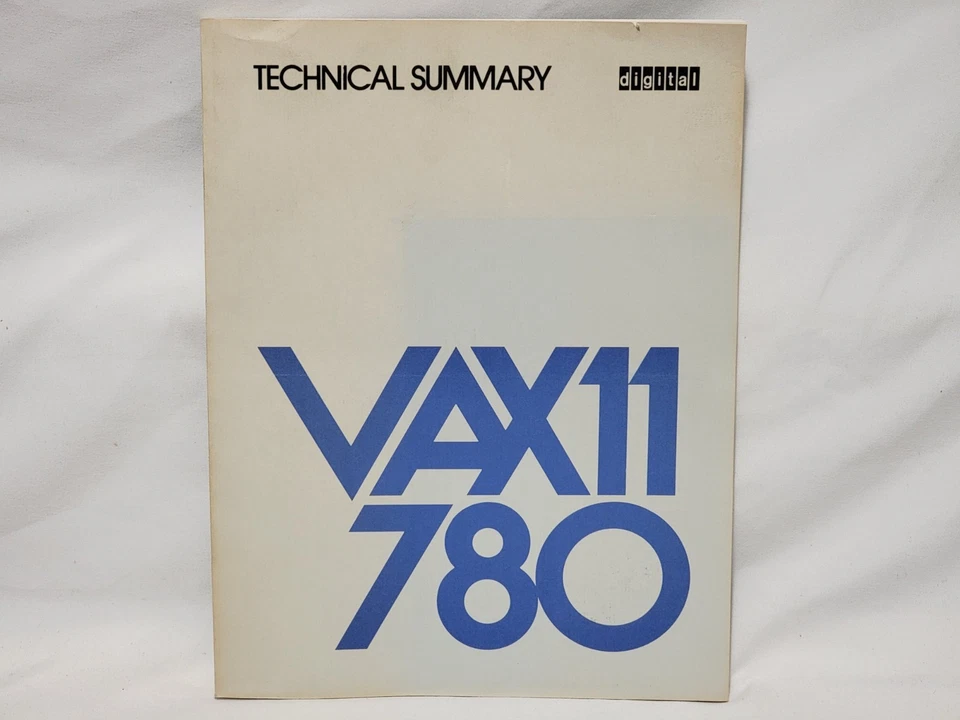 TECHNICAL SUMMARY digital
VAX11
780